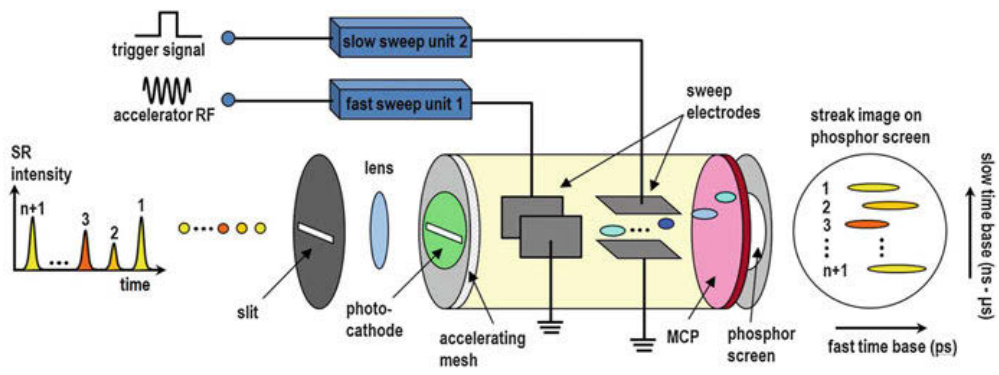 trigger signal
slow sweep unit 2
accelerator RF
fast sweep unit 1
sweep
electrodes
streak image on
phosphor screen
SR
intensity
n+1
3
2
1
...
time
...
slit
lens
photo-
cathode
accelerating
mesh
...
MCP
phosphor
screen
1
2
3
⋮ ⋮
n+1
slow time base (ns - µs)
fast time base (ps)